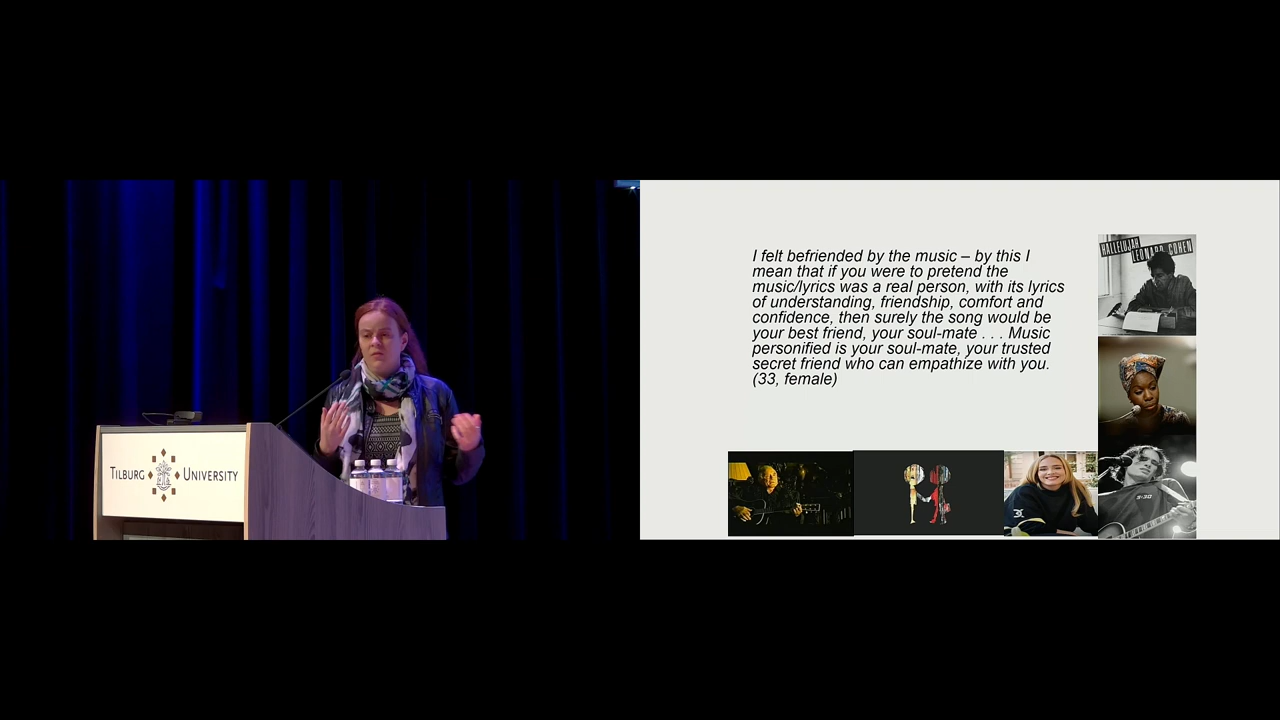 TILBURG UNIVERSITY
I felt befriended by the music – by this I
mean that if you were to pretend the
music/lyrics was a real person, with its lyrics
of understanding, friendship, comfort and
confidence, then surely the song would be
your best friend, your soul-mate . . . Music
personified is your soul-mate, your trusted
secret friend who can empathize with you.
(33, female)
HALLELUJAH
LEONARD COHEN